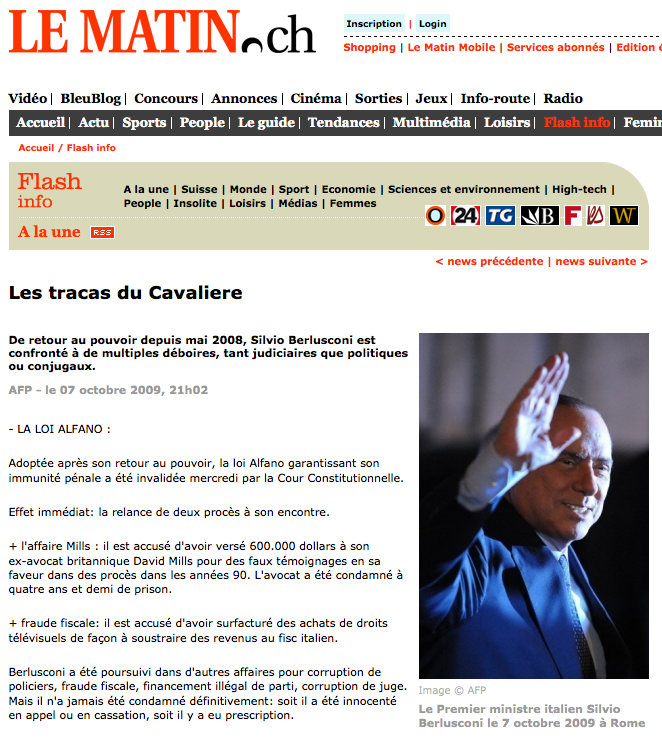 LE MATIN.ch
Inscription | Login
Shopping | Le Matin Mobile | Services abonnés | Edition
Vidéo | BleuBlog | Concours | Annonces | Cinéma | Sorties | Jeux | Info-route | Radio
Accueil | Actu | Sports | People | Le guide | Tendances | Multimédia | Loisirs | Flash info | Femin
Accueil / Flash info
Flash
info
A la une | Suisse | Monde | Sport | Economie | Sciences et environnement | High-tech |
People | Insolite | Loisirs | Médias | Femmes
O 24 TG B F W
A la une RSS
< news précédente | news suivante >
Les tracas du Cavaliere
De retour au pouvoir depuis mai 2008, Silvio Berlusconi est
confronté à de multiples déboires, tant judiciaires que politiques
ou conjugaux.
AFP - le 07 octobre 2009, 21h02
- LA LOI ALFANO :
Adoptée après son retour au pouvoir, la loi Alfano garantissant son
immunité pénale a été invalidée mercredi par la Cour Constitutionnelle.
Effet immédiat: la relance de deux procès à son encontre.
+ l'affaire Mills : il est accusé d'avoir versé 600.000 dollars à son
ex-avocat britannique David Mills pour des faux témoignages en sa
faveur dans des procès dans les années 90. L'avocat a été condamné à
quatre ans et demi de prison.
+ fraude fiscale: il est accusé d'avoir surfacturé des achats de droits
télévisuels de façon à soustraire des revenus au fisc italien.
Berlusconi a été poursuivi dans d'autres affaires pour corruption de
policiers, fraude fiscale, financement illégal de parti, corruption de juge.
Mais il n'a jamais été condamné définitivement: soit il a été innocenté
en appel ou en cassation, soit il y a eu prescription.
Image © AFP
Le Premier ministre italien Silvio
Berlusconi le 7 octobre 2009 à Rome